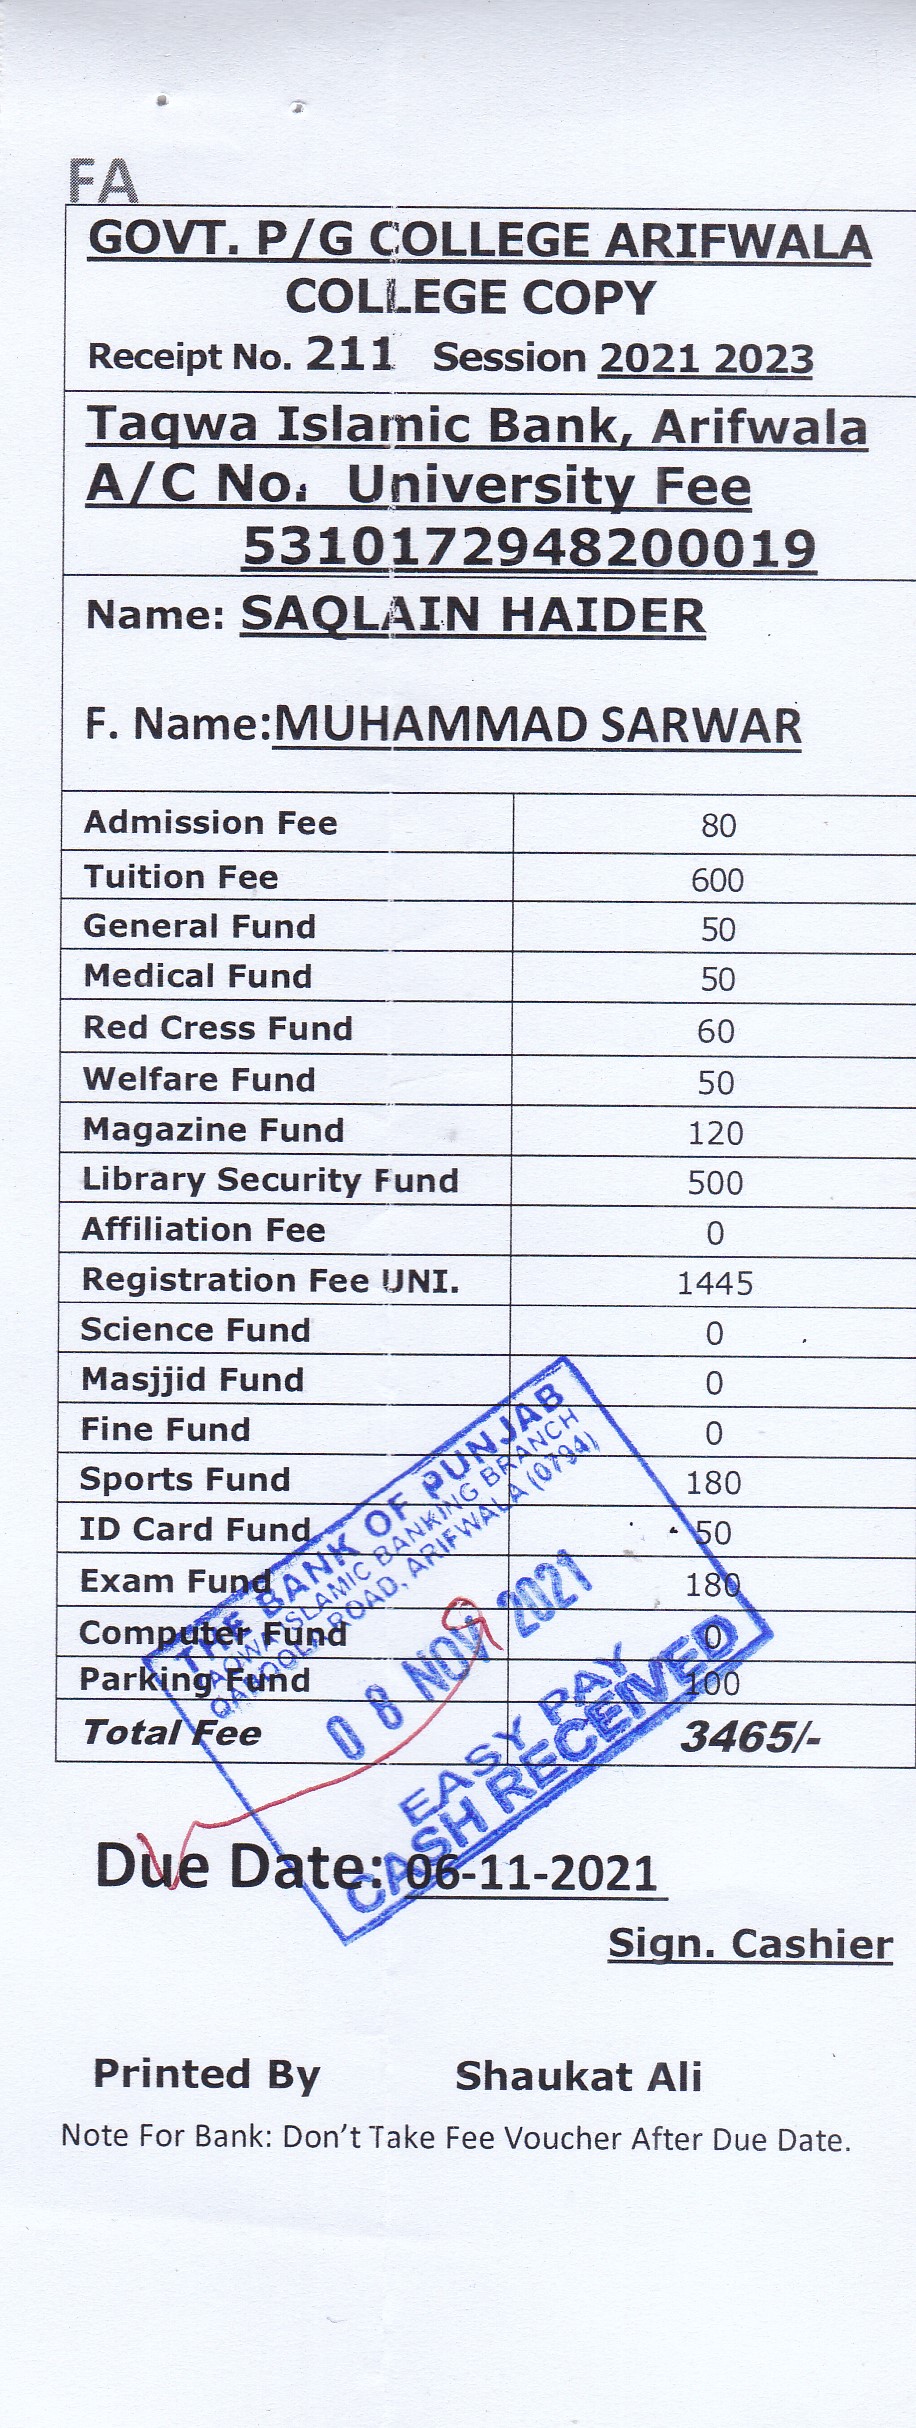 FA
GOVT. P/G COLLEGE ARIFWALA
COLLEGE COPY
Receipt No. 211 Session 2021 2023
Taqwa Islamic Bank, Arifwala
A/C No. University Fee
5310172948200019
Name: SAQLAIN HAIDER
F. Name:MUHAMMAD SARWAR
Admission Fee 80
Tuition Fee 600
General Fund 50
Medical Fund 50
Red Cress Fund 60
Welfare Fund 50
Magazine Fund 120
Library Security Fund 500
Affiliation Fee 0
Registration Fee UNI. 1445
Science Fund 0
Masjjid Fund 0
Fine Fund 0
Sports Fund 180
ID Card Fund 50
Exam Fund 180
Computer Fund 0
Parking Fund 100
Total Fee 3465/-
THE BANK OF PUNJAB
TAQWA ISLAMIC BANKING BRANCH
QABOOLA ROAD, ARIFWALA (0794)
08 NOV 2021
EASY PAY
CASH RECEIVED
Due Date: 06-11-2021
Sign. Cashier
Printed By Shaukat Ali
Note For Bank: Don't Take Fee Voucher After Due Date.